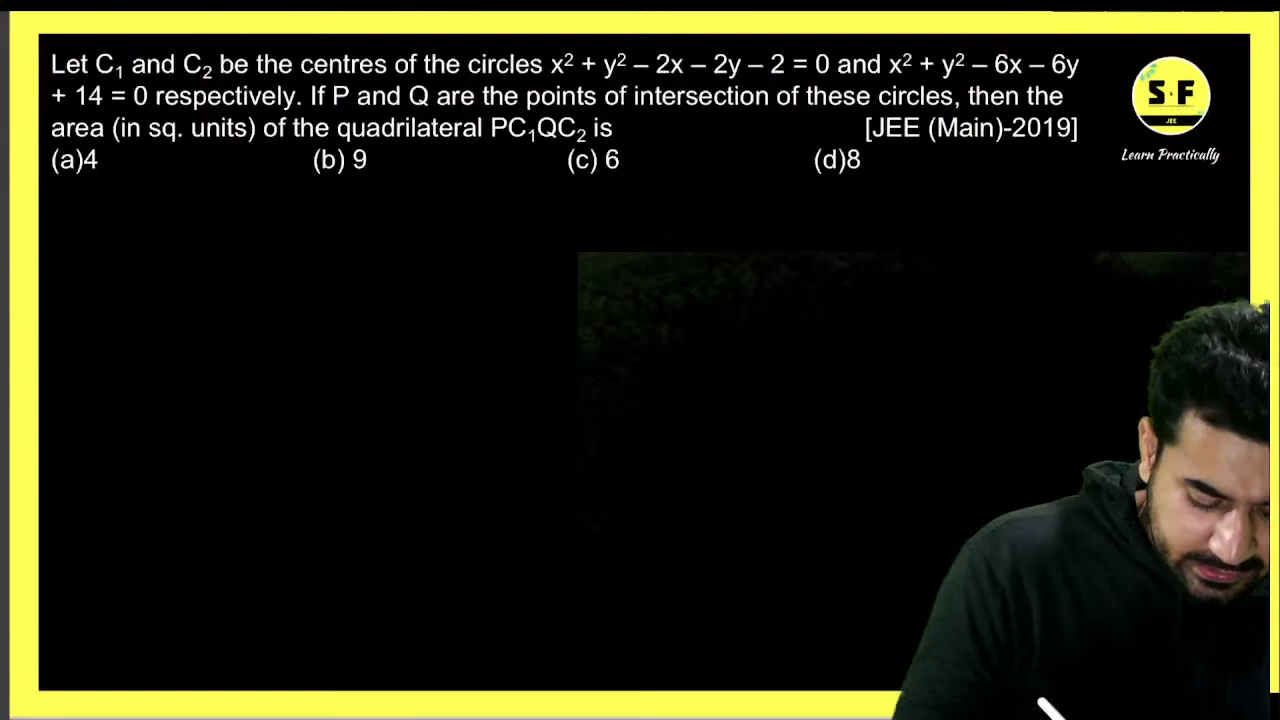 Let C₁ and C₂ be the centres of the circles x² + y² – 2x – 2y – 2 = 0 and x² + y² – 6x – 6y
+ 14 = 0 respectively. If P and Q are the points of intersection of these circles, then the
area (in sq. units) of the quadrilateral PC₁QC₂ is [JEE (Main)-2019]
(a)4 (b) 9 (c) 6 (d)8
S F
JEE
Learn Practically